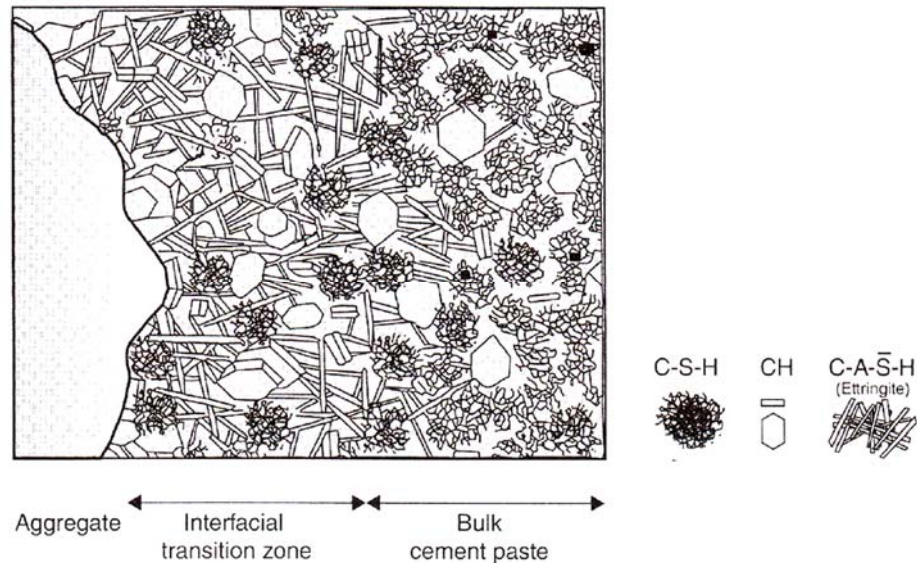 C-S-H CH C-A-S̅-H
(Ettringite)
Aggregate Interfacial Bulk
transition zone cement paste